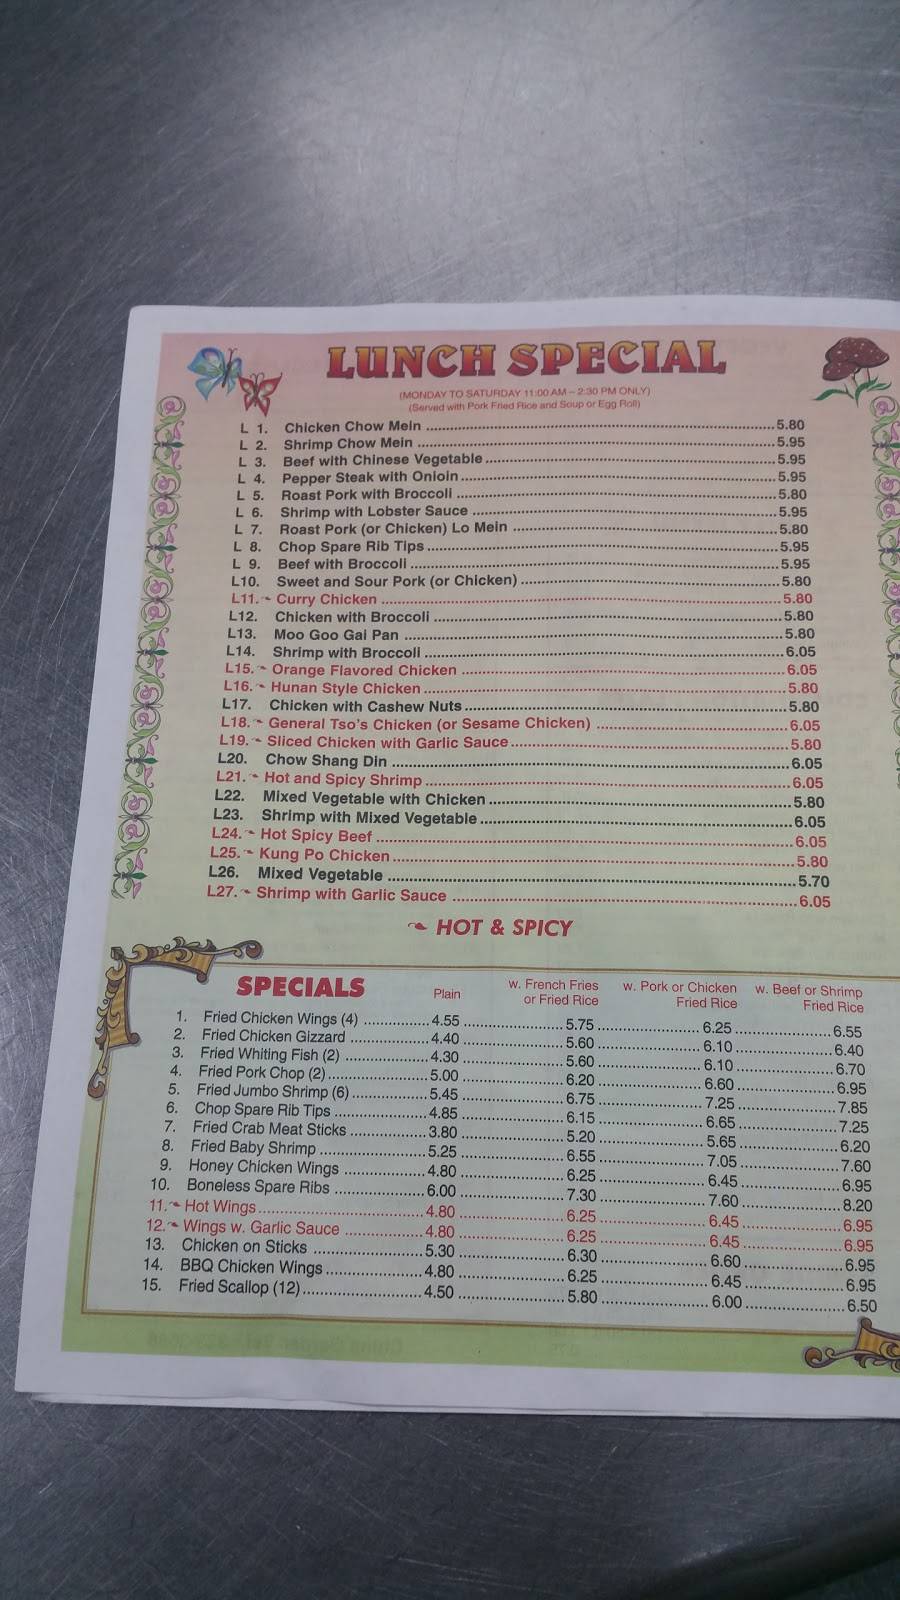 LUNCH SPECIAL
(MONDAY TO SATURDAY 11:00 AM – 2:30 PM ONLY)
(Served with Pork Fried Rice and Soup or Egg Roll)
L 1. Chicken Chow Mein 5.80
L 2. Shrimp Chow Mein 5.95
L 3. Beef with Chinese Vegetable 5.95
L 4. Pepper Steak with Onioin 5.95
L 5. Roast Pork with Broccoli 5.80
L 6. Shrimp with Lobster Sauce 5.95
L 7. Roast Pork (or Chicken) Lo Mein 5.80
L 8. Chop Spare Rib Tips 5.95
L 9. Beef with Broccoli 5.95
L10. Sweet and Sour Pork (or Chicken) 5.80
L11. Curry Chicken 5.80
L12. Chicken with Broccoli 5.80
L13. Moo Goo Gai Pan 5.80
L14. Shrimp with Broccoli 6.05
L15. Orange Flavored Chicken 6.05
L16. Hunan Style Chicken 5.80
L17. Chicken with Cashew Nuts 5.80
L18. General Tso's Chicken (or Sesame Chicken) 6.05
L19. Sliced Chicken with Garlic Sauce 5.80
L20. Chow Shang Din 6.05
L21. Hot and Spicy Shrimp 6.05
L22. Mixed Vegetable with Chicken 5.80
L23. Shrimp with Mixed Vegetable 6.05
L24. Hot Spicy Beef 6.05
L25. Kung Po Chicken 5.80
L26. Mixed Vegetable 5.70
L27. Shrimp with Garlic Sauce 6.05
HOT & SPICY
SPECIALS Plain w. French Fries or Fried Rice w. Pork or Chicken Fried Rice w. Beef or Shrimp Fried Rice
1. Fried Chicken Wings (4) 4.55 5.75 6.25 6.55
2. Fried Chicken Gizzard 4.40 5.60 6.10 6.40
3. Fried Whiting Fish (2) 4.30 5.60 6.10 6.70
4. Fried Pork Chop (2) 5.00 6.20 6.60 6.95
5. Fried Jumbo Shrimp (6) 5.45 6.75 7.25 7.85
6. Chop Spare Rib Tips 4.85 6.15 6.65 7.25
7. Fried Crab Meat Sticks 3.80 5.20 5.65 6.20
8. Fried Baby Shrimp 5.25 6.55 7.05 7.60
9. Honey Chicken Wings 4.80 6.25 6.45 6.95
10. Boneless Spare Ribs 6.00 7.30 7.60 8.20
11. Hot Wings 4.80 6.25 6.45 6.95
12. Wings w. Garlic Sauce 4.80 6.25 6.45 6.95
13. Chicken on Sticks 5.30 6.30 6.60 6.95
14. BBQ Chicken Wings 4.80 6.25 6.45 6.95
15. Fried Scallop (12) 4.50 5.80 6.00 6.50